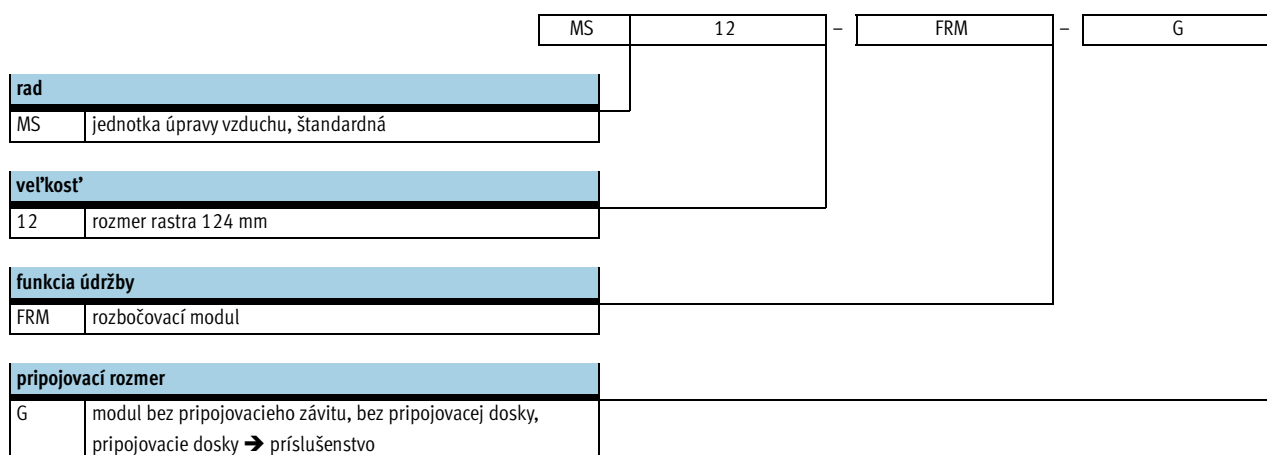 MS 12 – FRM – G
rad
MS jednotka úpravy vzduchu, štandardná
veľkosť
12 rozmer rastra 124 mm
funkcia údržby
FRM rozbočovací modul
pripojovací rozmer
G modul bez pripojovacieho závitu, bez pripojovacej dosky,
pripojovacie dosky ➔ príslušenstvo